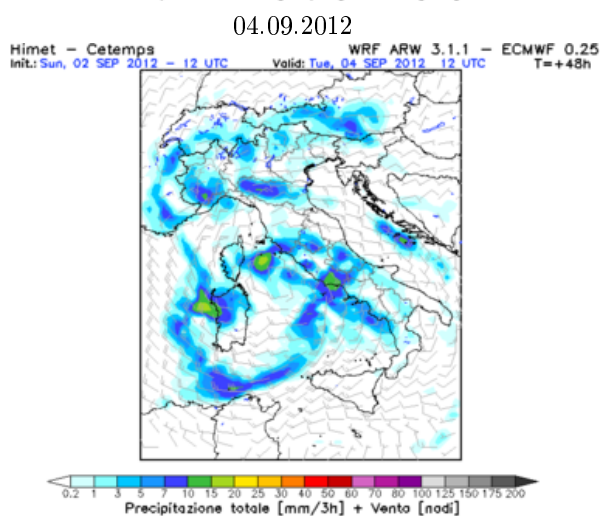 04.09.2012
Himet – Cetemps WRF ARW 3.1.1 – ECMWF 0.25
Init.: Sun, 02 SEP 2012 – 12 UTC Valid: Tue, 04 SEP 2012 12 UTC T=+48h
0.2 1 3 5 7 10 15 20 25 30 40 50 60 70 80 100 125 150 175 200
Precipitazione totale [mm/3h] + Vento [nodi]